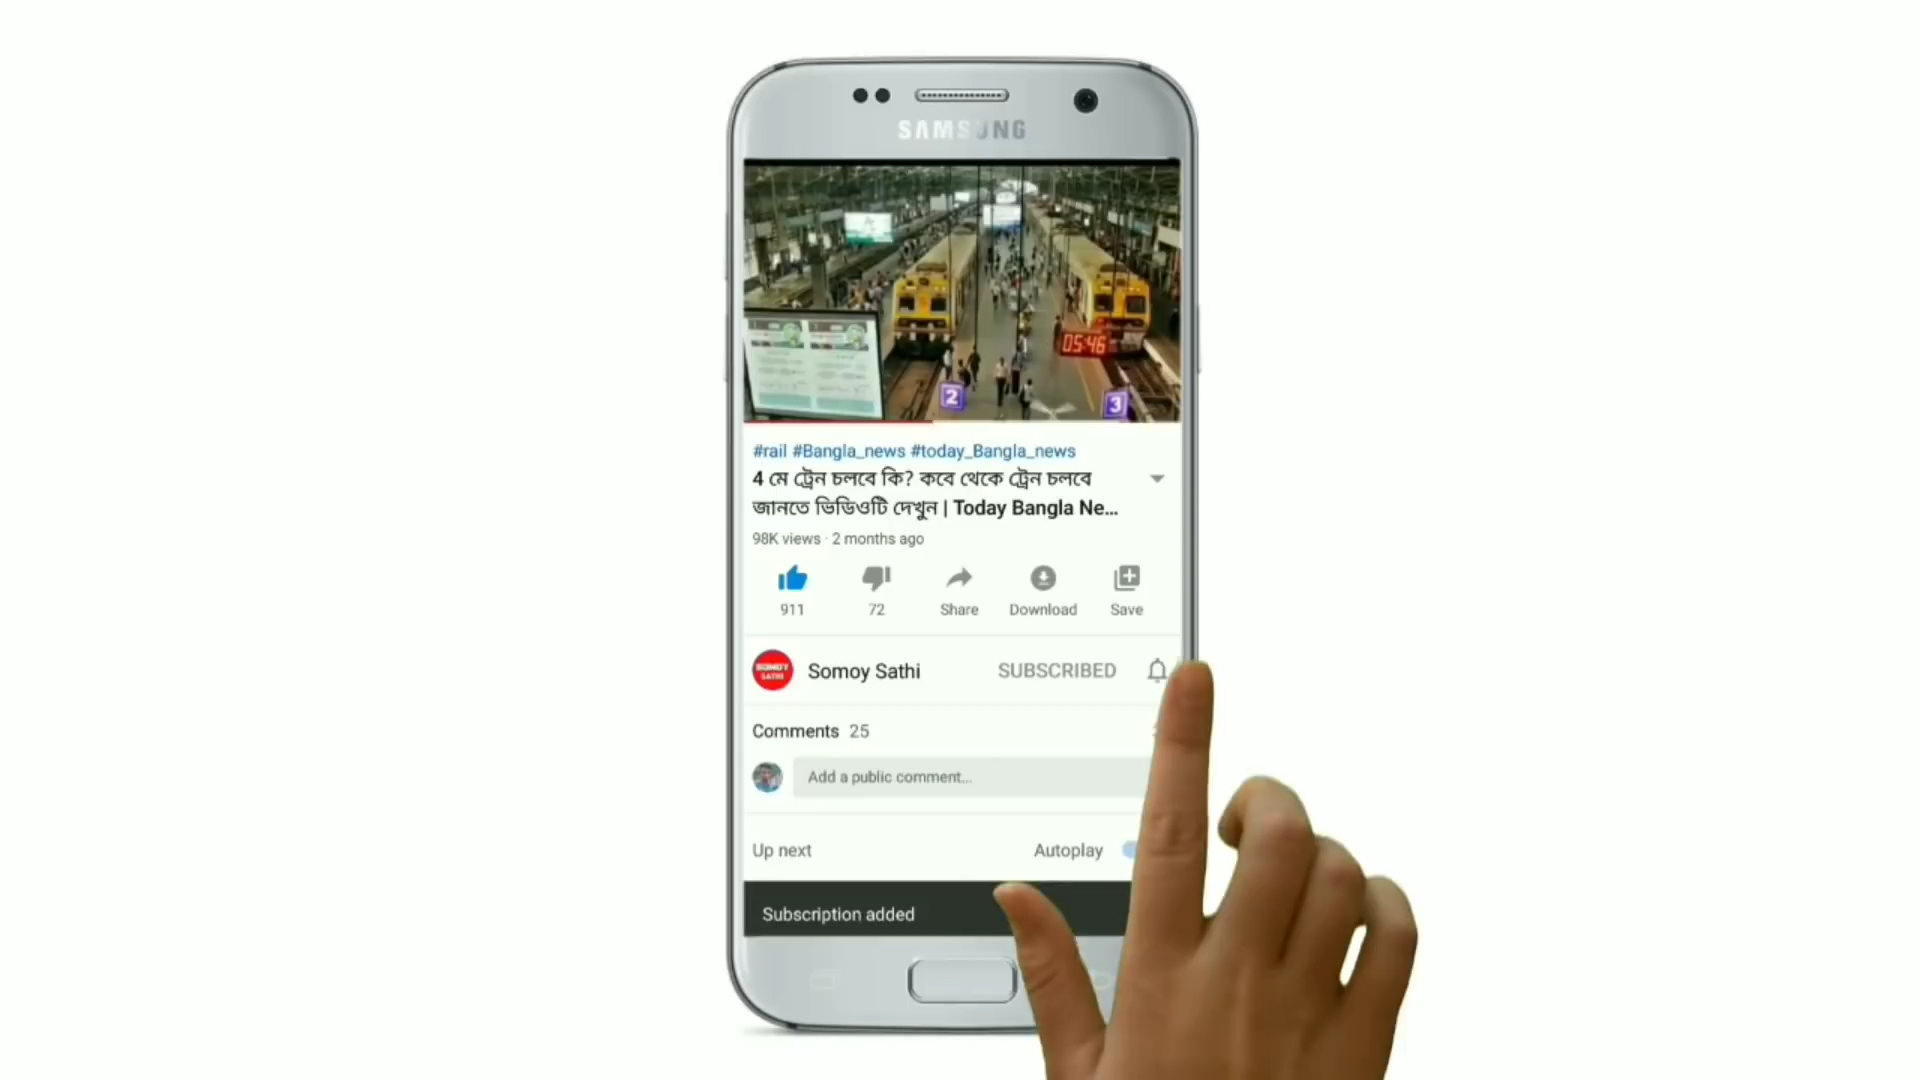 SAMSUNG
05:46
2
3
#rail #Bangla_news #today_Bangla_news
4 মে ট্রেন চলবে কি? কবে থেকে ট্রেন চলবে
জানতে ভিডিওটি দেখুন | Today Bangla Ne...
98K views · 2 months ago
911
72
Share
Download
Save
SOMOY
SATHI
Somoy Sathi
SUBSCRIBED
Comments 25
Add a public comment...
Up next
Autoplay
Subscription added